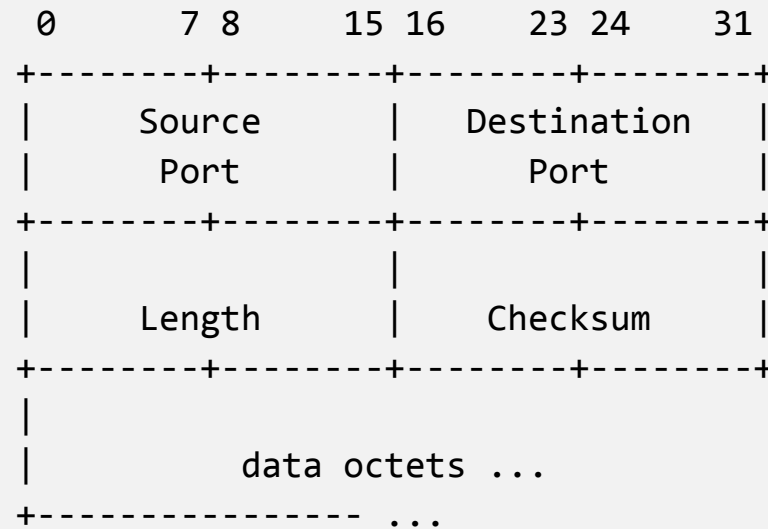 0      7 8     15 16    23 24    31
+--------+--------+--------+--------+
|     Source      |   Destination   |
|      Port       |      Port       |
+--------+--------+--------+--------+
|                 |                 |
|     Length      |    Checksum     |
+--------+--------+--------+--------+
|
|          data octets ...
+---------------- ...